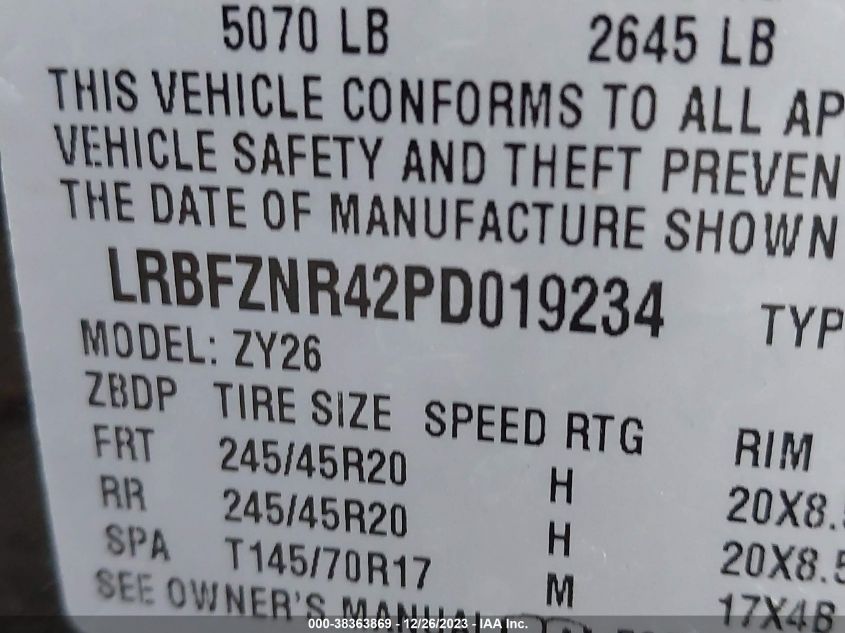 5070 LB 2645 LB
THIS VEHICLE CONFORMS TO ALL AP
VEHICLE SAFETY AND THEFT PREVEN
THE DATE OF MANUFACTURE SHOWN
LRBFZNR42PD019234 TYP
MODEL: ZY26
ZBDP TIRE SIZE SPEED RTG RIM
FRT 245/45R20 H 20X8.5
RR 245/45R20 H 20X8.5
SPA T145/70R17 M 17X4B
SEE OWNER'S MANUAL
000-38363869 - 12/26/2023 - IAA Inc.